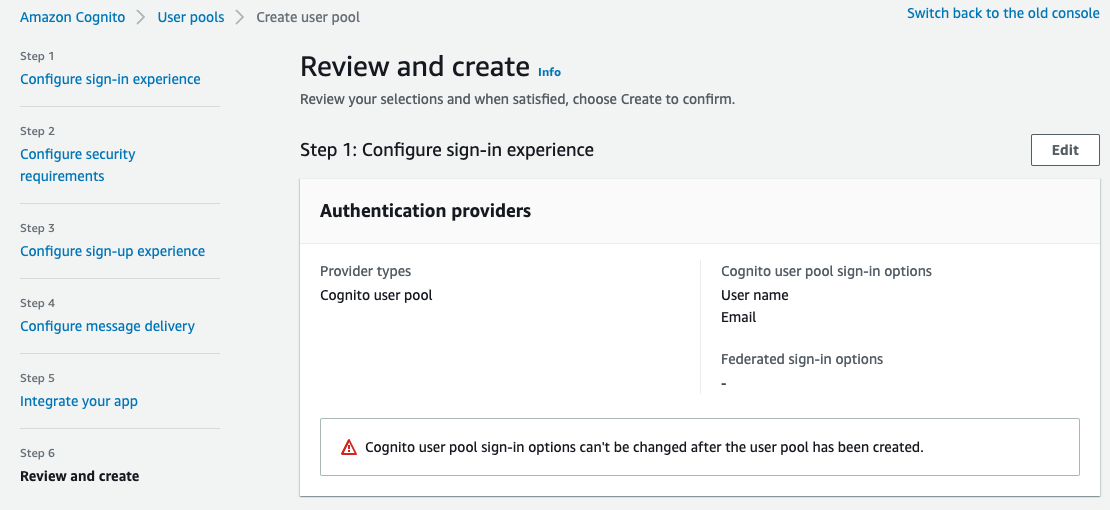 Amazon Cognito > User pools > Create user pool
Switch back to the old console
Step 1
Configure sign-in experience
Step 2
Configure security
requirements
Step 3
Configure sign-up experience
Step 4
Configure message delivery
Step 5
Integrate your app
Step 6
Review and create
Review and create Info
Review your selections and when satisfied, choose Create to confirm.
Step 1: Configure sign-in experience
Edit
Authentication providers
Provider types
Cognito user pool
Cognito user pool sign-in options
User name
Email
Federated sign-in options
-
Cognito user pool sign-in options can't be changed after the user pool has been created.